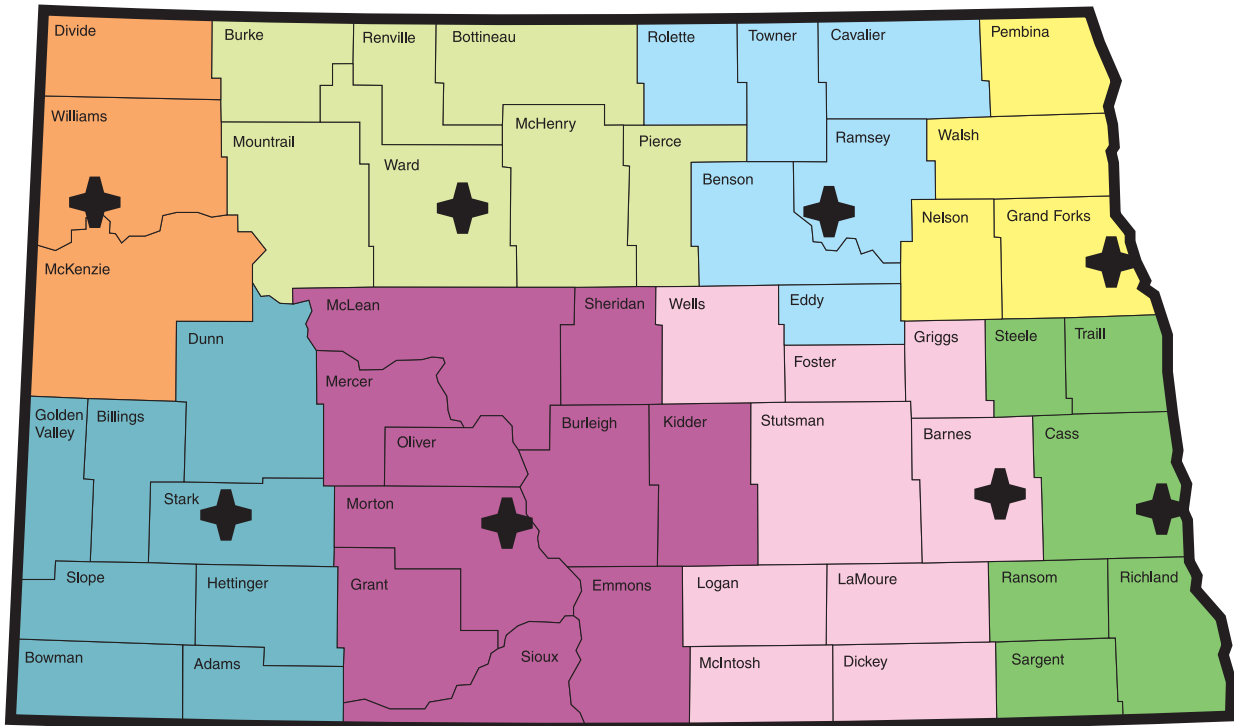 Divide
Burke
Renville
Bottineau
Rolette
Towner
Cavalier
Pembina
Williams
Mountrail
Ward
McHenry
Pierce
Benson
Ramsey
Walsh
Nelson
Grand Forks
McKenzie
Dunn
McLean
Sheridan
Wells
Eddy
Foster
Griggs
Steele
Traill
Golden
Valley
Billings
Mercer
Oliver
Burleigh
Kidder
Stutsman
Barnes
Cass
Stark
Morton
Slope
Hettinger
Grant
Emmons
Logan
LaMoure
Ransom
Richland
Bowman
Adams
Sioux
McIntosh
Dickey
Sargent